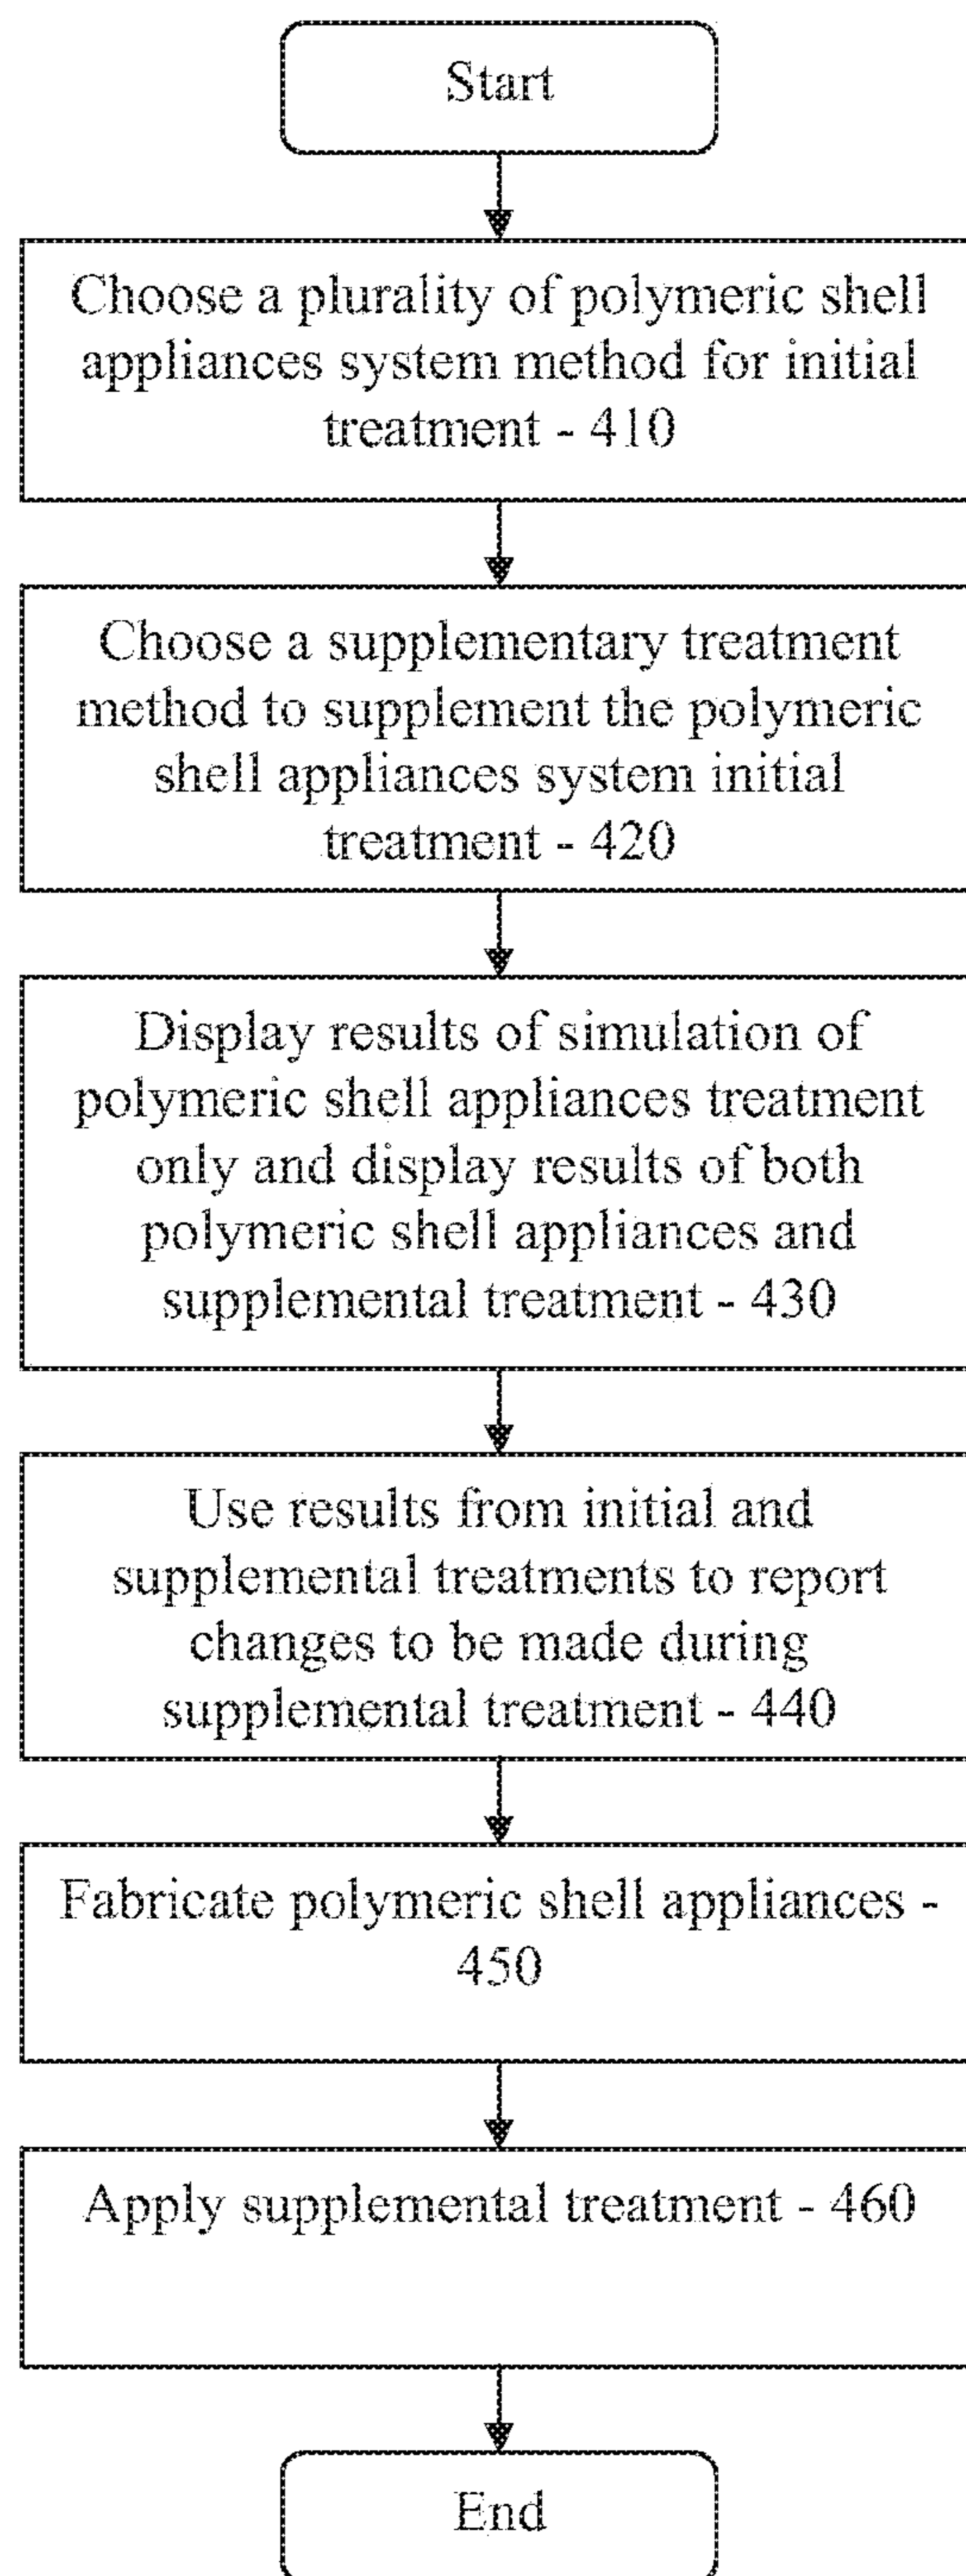 Start
Choose a plurality of polymeric shell
appliances system method for initial
treatment - 410
Choose a supplementary treatment
method to supplement the polymeric
shell appliances system initial
treatment - 420
Display results of simulation of
polymeric shell appliances treatment
only and display results of both
polymeric shell appliances and
supplemental treatment - 430
Use results from initial and
supplemental treatments to report
changes to be made during
supplemental treatment - 440
Fabricate polymeric shell appliances -
450
Apply supplemental treatment - 460
End